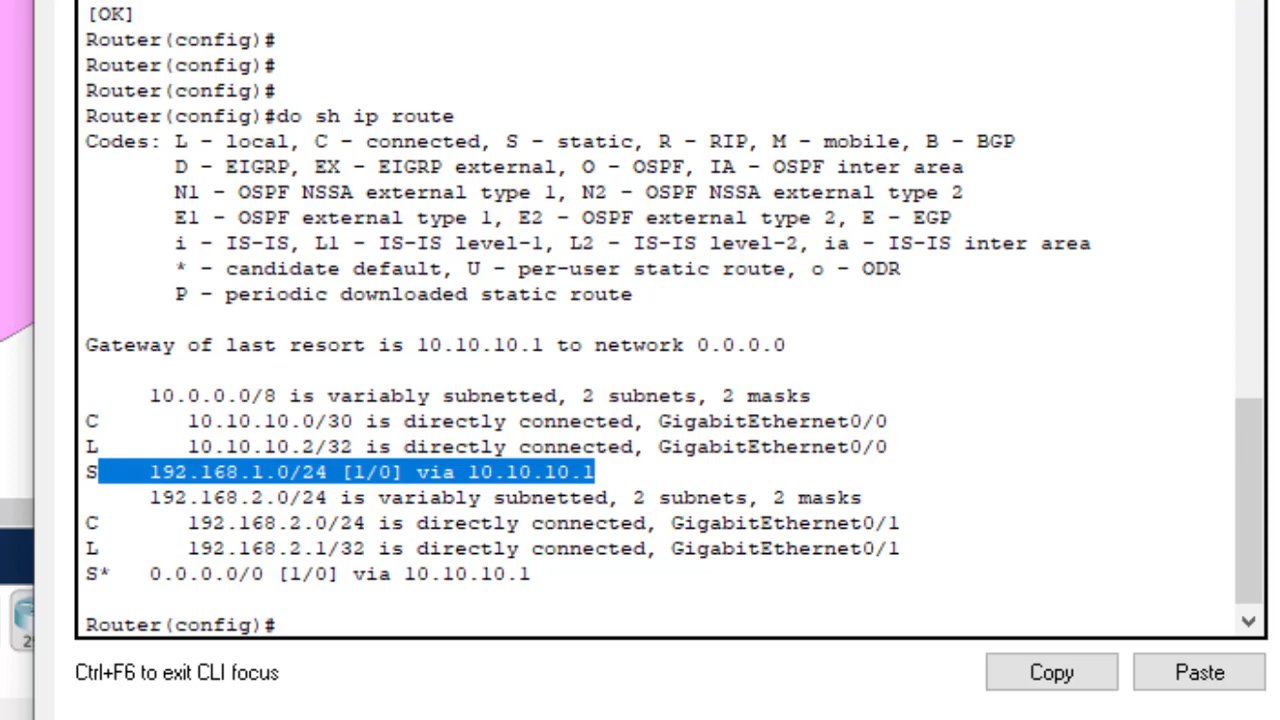 [OK]
Router(config)#
Router(config)#
Router(config)#
Router(config)#do sh ip route
Codes: L - local, C - connected, S - static, R - RIP, M - mobile, B - BGP
       D - EIGRP, EX - EIGRP external, O - OSPF, IA - OSPF inter area
       N1 - OSPF NSSA external type 1, N2 - OSPF NSSA external type 2
       E1 - OSPF external type 1, E2 - OSPF external type 2, E - EGP
       i - IS-IS, L1 - IS-IS level-1, L2 - IS-IS level-2, ia - IS-IS inter area
       * - candidate default, U - per-user static route, o - ODR
       P - periodic downloaded static route
Gateway of last resort is 10.10.10.1 to network 0.0.0.0
     10.0.0.0/8 is variably subnetted, 2 subnets, 2 masks
C       10.10.10.0/30 is directly connected, GigabitEthernet0/0
L       10.10.10.2/32 is directly connected, GigabitEthernet0/0
S    192.168.1.0/24 [1/0] via 10.10.10.1
     192.168.2.0/24 is variably subnetted, 2 subnets, 2 masks
C       192.168.2.0/24 is directly connected, GigabitEthernet0/1
L       192.168.2.1/32 is directly connected, GigabitEthernet0/1
S*   0.0.0.0/0 [1/0] via 10.10.10.1
Router(config)#
Ctrl+F6 to exit CLI focus
Copy
Paste